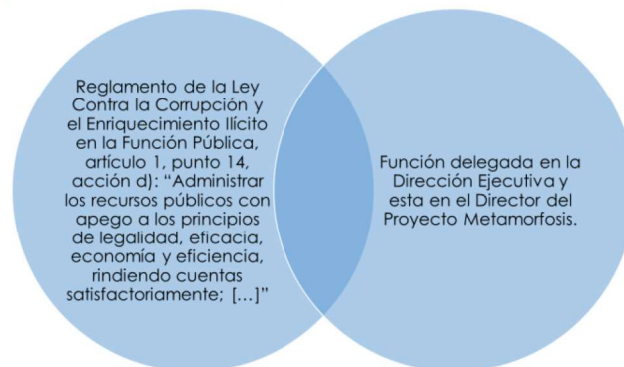 Reglamento de la Ley
Contra la Corrupción y
el Enriquecimiento Ilícito
en la Función Pública,
artículo 1, punto 14,
acción d): “Administrar
los recursos públicos con
apego a los principios
de legalidad, eficacia,
economía y eficiencia,
rindiendo cuentas
satisfactoriamente; […]”
Función delegada en la
Dirección Ejecutiva y
esta en el Director del
Proyecto Metamorfosis.